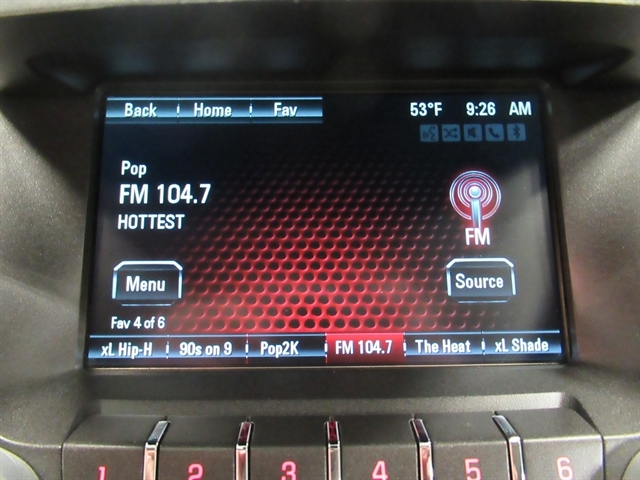 Back Home Fav 53°F 9:26 AM
Pop
FM 104.7
HOTTEST
FM
Menu Source
Fav 4 of 6
xL Hip-H 90s on 9 Pop2K FM 104.7 The Heat xL Shade
1 2 3 4 5 6